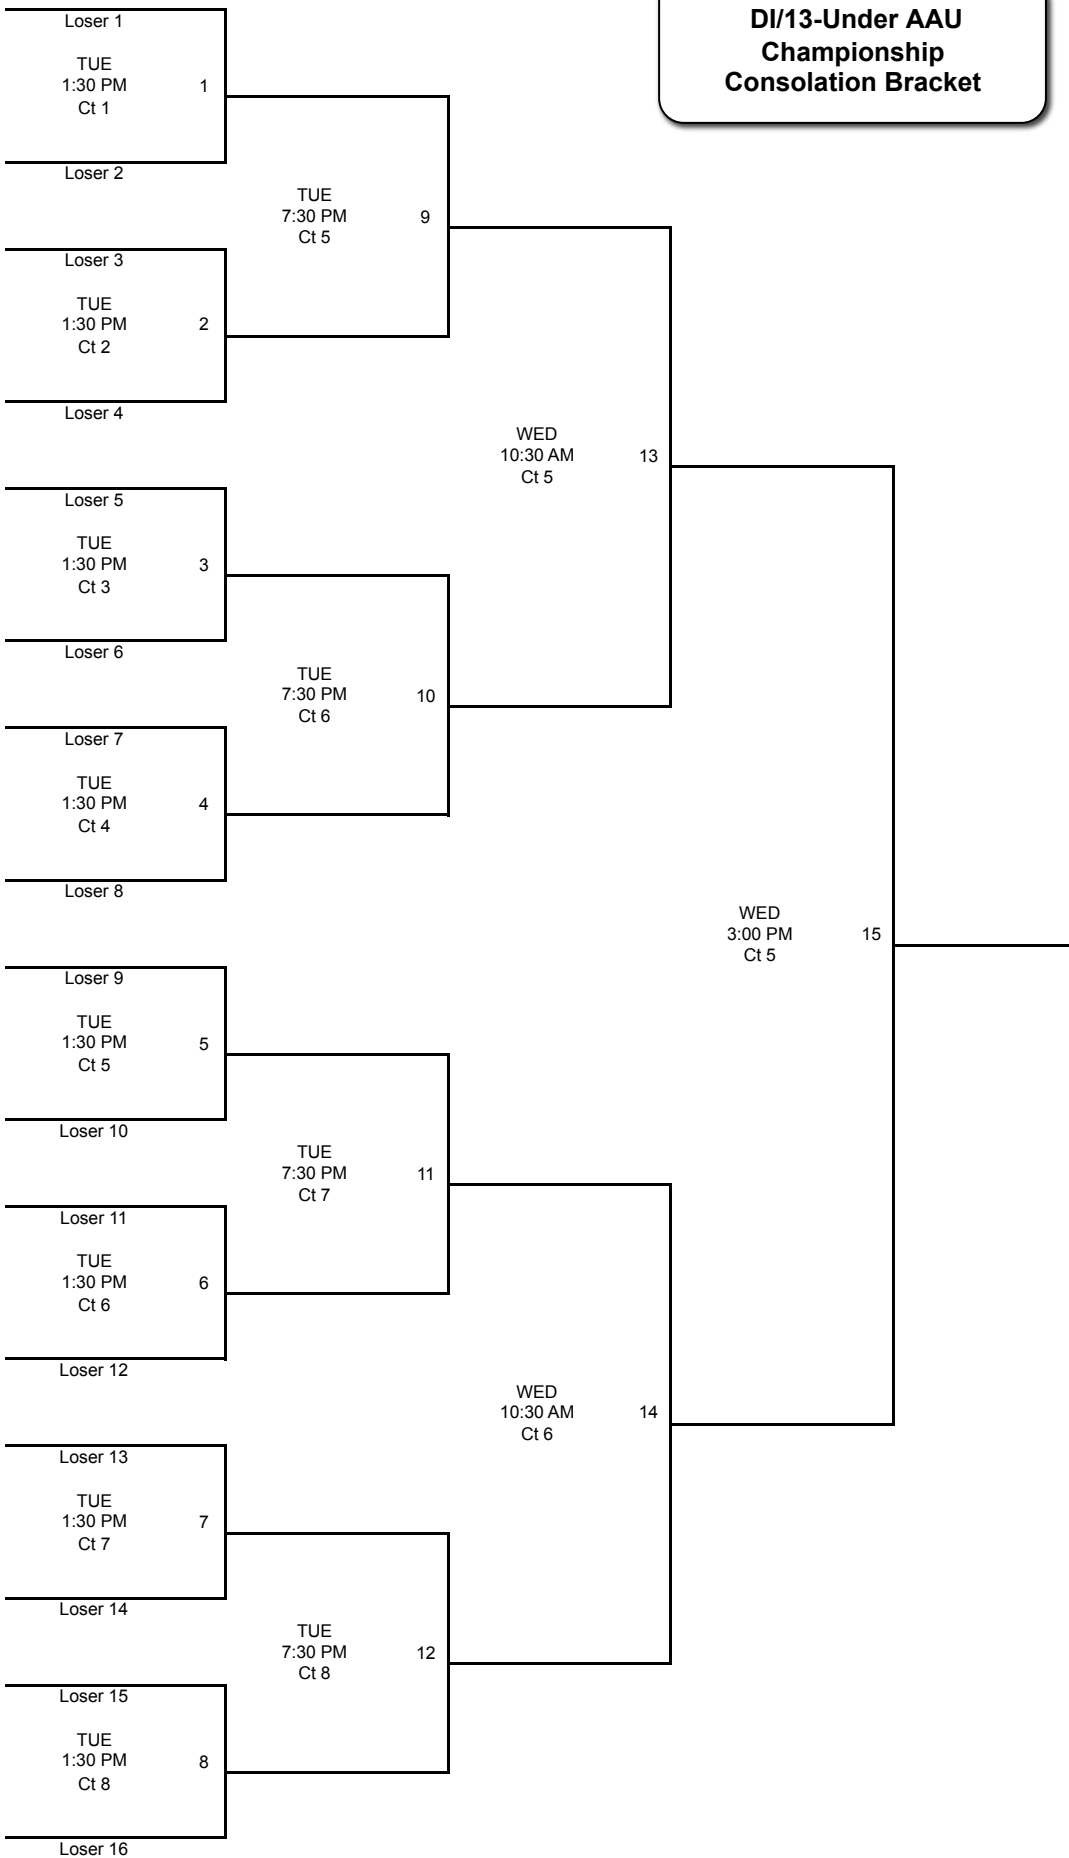 DI/13-Under AAU
Championship
Consolation Bracket
Loser 1
TUE
1:30 PM
Ct 1
1
Loser 2
Loser 3
TUE
1:30 PM
Ct 2
2
Loser 4
Loser 5
TUE
1:30 PM
Ct 3
3
Loser 6
Loser 7
TUE
1:30 PM
Ct 4
4
Loser 8
Loser 9
TUE
1:30 PM
Ct 5
5
Loser 10
Loser 11
TUE
1:30 PM
Ct 6
6
Loser 12
Loser 13
TUE
1:30 PM
Ct 7
7
Loser 14
Loser 15
TUE
1:30 PM
Ct 8
8
Loser 16
TUE
7:30 PM
Ct 5
9
TUE
7:30 PM
Ct 6
10
TUE
7:30 PM
Ct 7
11
TUE
7:30 PM
Ct 8
12
WED
10:30 AM
Ct 5
13
WED
10:30 AM
Ct 6
14
WED
3:00 PM
Ct 5
15